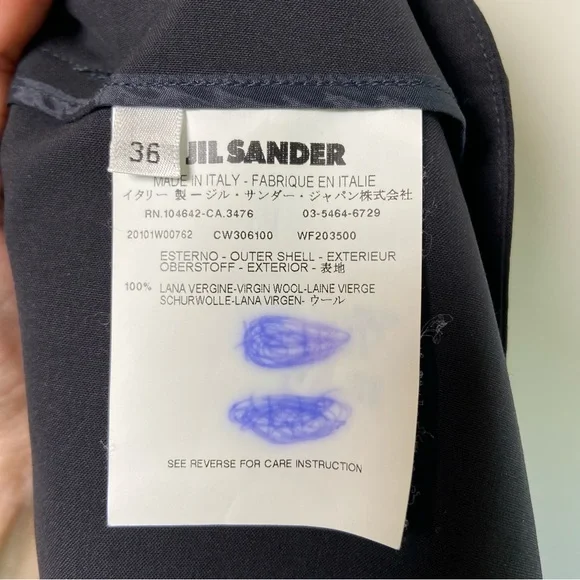 36
JIL SANDER
MADE IN ITALY - FABRIQUE EN ITALIE
イタリー 製 ージル・サンダー・ジャパン株式会社
RN.104642-CA.3476 03-5464-6729
20101W00762 CW306100 WF203500
ESTERNO - OUTER SHELL - EXTERIEUR
OBERSTOFF - EXTERIOR - 表地
100% LANA VERGINE-VIRGIN WOOL-LAINE VIERGE
SCHURWOLLE-LANA VIRGEN- ウール
SEE REVERSE FOR CARE INSTRUCTION